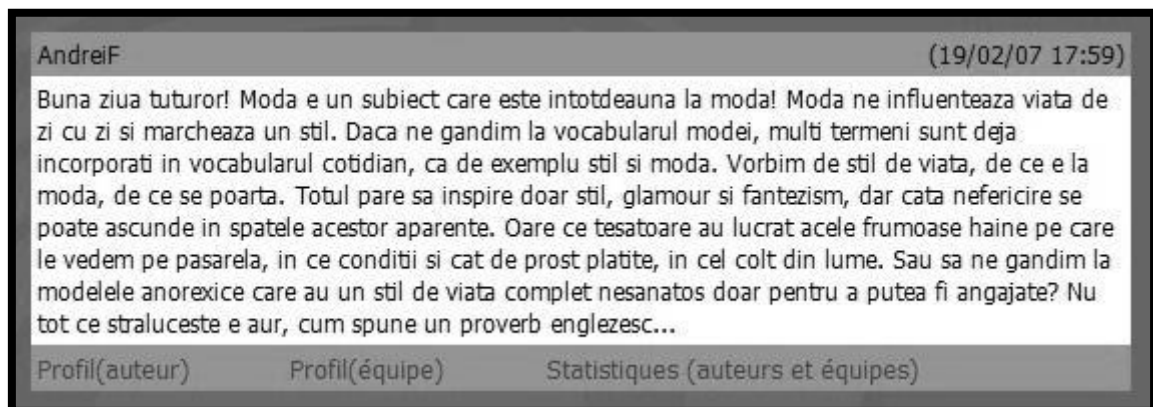 AndreiF (19/02/07 17:59)
Buna ziua tuturor! Moda e un subiect care este intotdeauna la moda! Moda ne influenteaza viata de
zi cu zi si marcheaza un stil. Daca ne gandim la vocabularul modei, multi termeni sunt deja
incorporati in vocabularul cotidian, ca de exemplu stil si moda. Vorbim de stil de viata, de ce e la
moda, de ce se poarta. Totul pare sa inspire doar stil, glamour si fantezism, dar cata nefericire se
poate ascunde in spatele acestor aparente. Oare ce tesatoare au lucrat acele frumoase haine pe care
le vedem pe pasarela, in ce conditii si cat de prost platite, in cel colt din lume. Sau sa ne gandim la
modelele anorexice care au un stil de viata complet nesanatos doar pentru a putea fi angajate? Nu
tot ce straluceste e aur, cum spune un proverb englezesc...
Profil(auteur) Profil(équipe) Statistiques (auteurs et équipes)